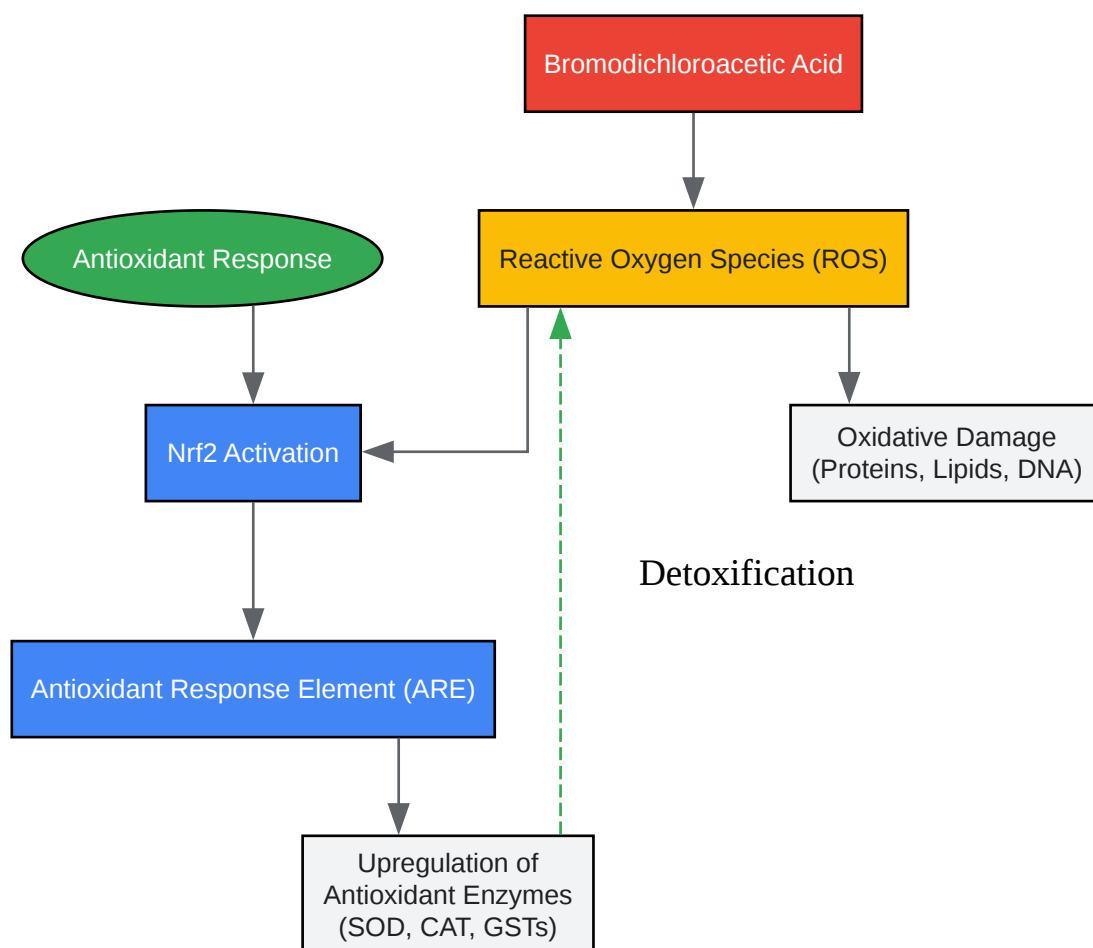 Bromodichloroacetic Acid
Antioxidant Response
Reactive Oxygen Species (ROS)
Nrf2 Activation
Oxidative Damage
(Proteins, Lipids, DNA)
Detoxification
Antioxidant Response Element (ARE)
Upregulation of
Antioxidant Enzymes
(SOD, CAT, GSTs)